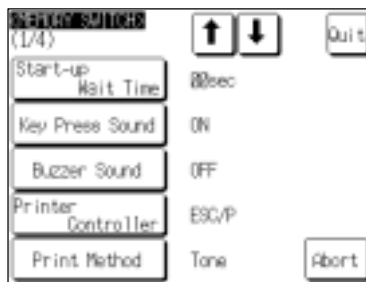 <MEMORY SWITCH>
(1/4)
↑ ↓ Quit
Start-up
Wait Time
00sec
Key Press Sound ON
Buzzer Sound OFF
Printer
Controller
ESC/P
Print Method Tone
Abort